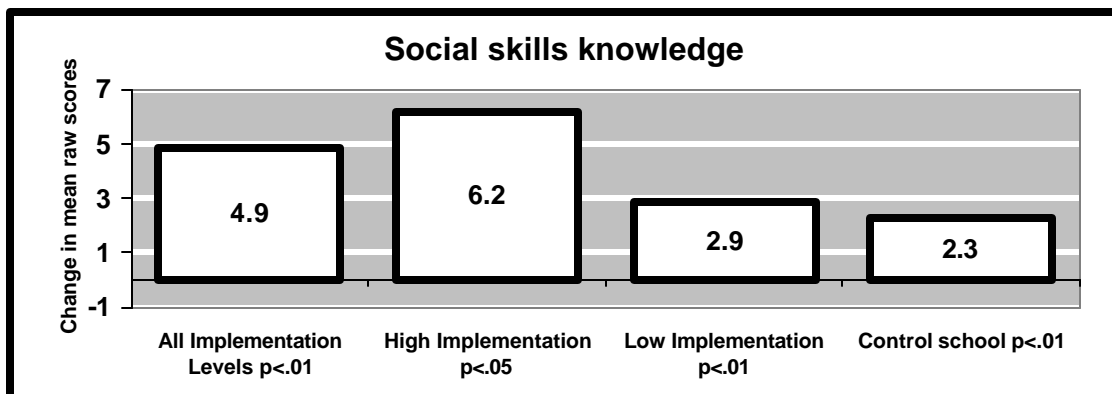 Social skills knowledge
Change in mean raw scores
7
5
3
1
-1
4.9
6.2
2.9
2.3
All Implementation
Levels p<.01
High Implementation
p<.05
Low Implementation
p<.01
Control school p<.01